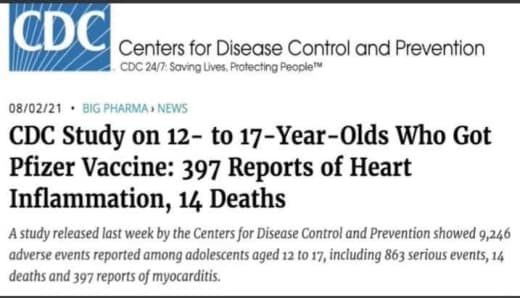 CDC
Centers for Disease Control and Prevention
CDC 24/7: Saving Lives, Protecting People™
08/02/21 • BIG PHARMA › NEWS
CDC Study on 12- to 17-Year-Olds Who Got
Pfizer Vaccine: 397 Reports of Heart
Inflammation, 14 Deaths
A study released last week by the Centers for Disease Control and Prevention showed 9,246
adverse events reported among adolescents aged 12 to 17, including 863 serious events, 14
deaths and 397 reports of myocarditis.